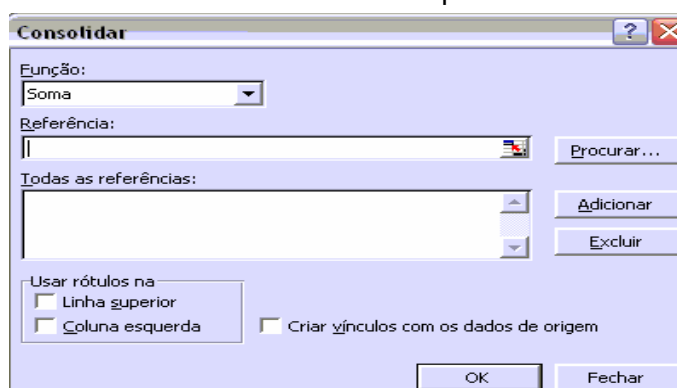 Consolidar
Função:
Soma
Referência:
Procurar...
Todas as referências:
Adicionar
Excluir
Usar rótulos na
Linha superior
Coluna esquerda
Criar vínculos com os dados de origem
OK
Fechar